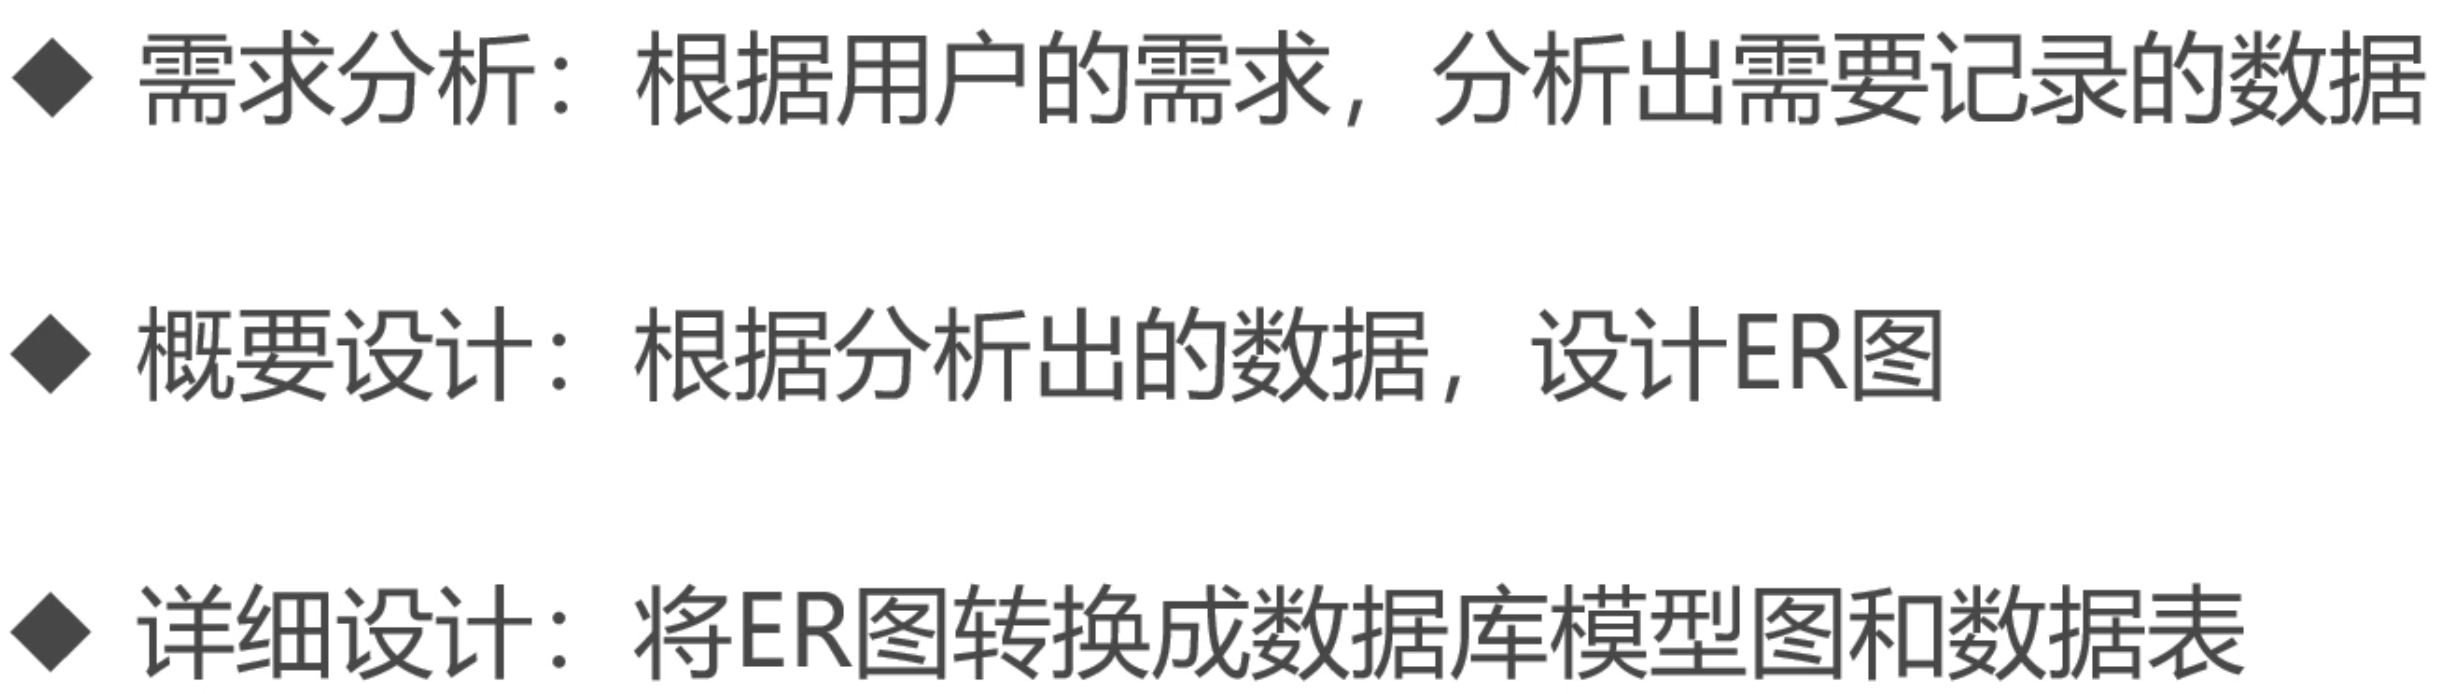 ◆ 需求分析：根据用户的需求，分析出需要记录的数据
◆ 概要设计：根据分析出的数据，设计ER图
◆ 详细设计：将ER图转换成数据库模型图和数据表